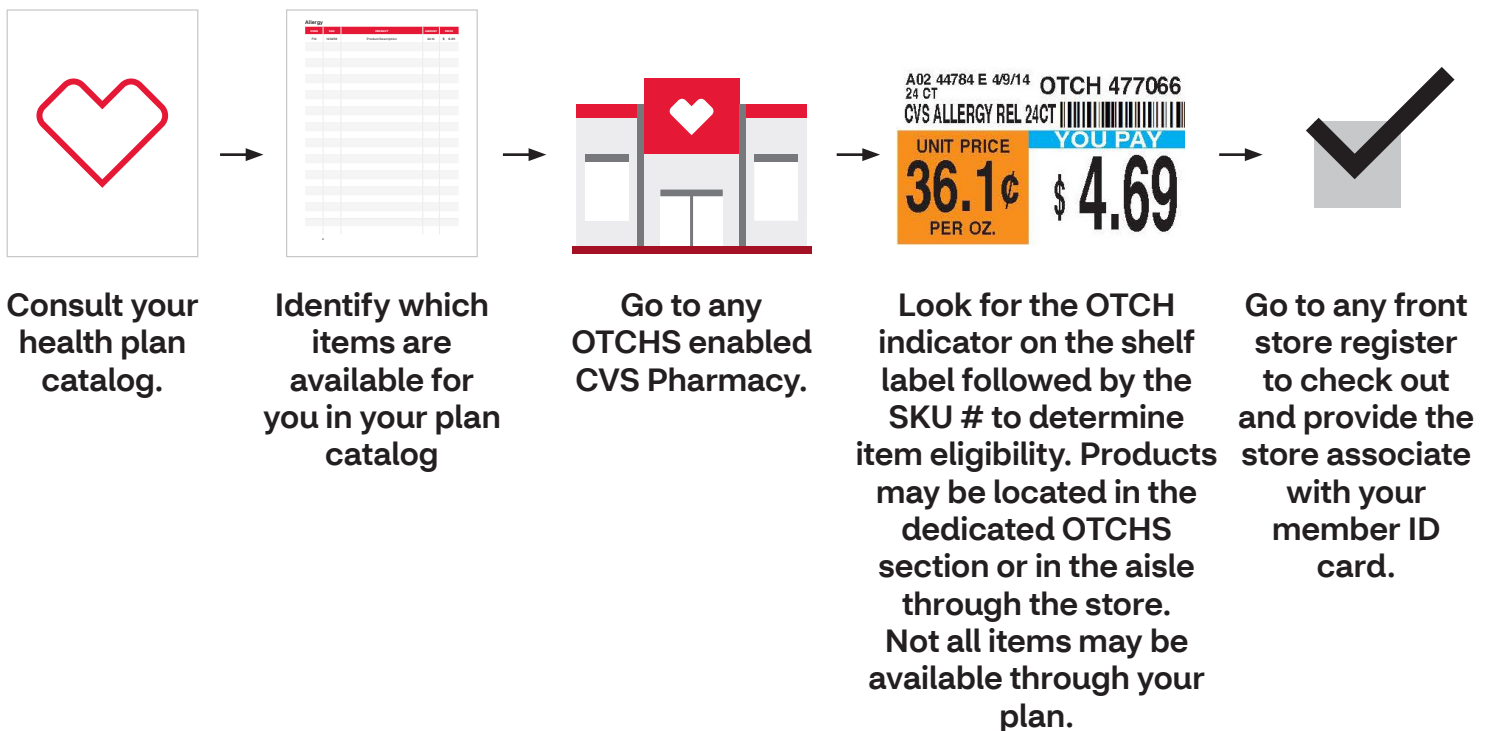 Allergy
Product Description
A02 44784 E 4/9/14
24 CT
OTCH 477066
CVS ALLERGY REL 24CT
UNIT PRICE
36.1¢
PER OZ.
YOU PAY
$ 4.69
Consult your
health plan
catalog.
Identify which
items are
available for
you in your plan
catalog
Go to any
OTCHS enabled
CVS Pharmacy.
Look for the OTCH
indicator on the shelf
label followed by the
SKU # to determine
item eligibility. Products
may be located in the
dedicated OTCHS
section or in the aisle
through the store.
Not all items may be
available through your
plan.
Go to any front
store register
to check out
and provide the
store associate
with your
member ID
card.